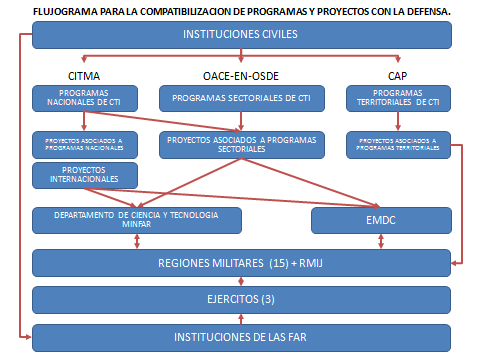 FLUJOGRAMA PARA LA COMPATIBILIZACION DE PROGRAMAS Y PROYECTOS CON LA DEFENSA.
INSTITUCIONES CIVILES
CITMA
OACE-EN-OSDE
CAP
PROGRAMAS
NACIONALES DE CTI
PROGRAMAS SECTORIALES DE CTI
PROGRAMAS
TERRITORIALES DE CTI
PROYECTOS ASOCIADOS A
PROGRAMAS NACIONALES
PROYECTOS ASOCIADOS A PROGRAMAS
SECTORIALES
PROYECTOS ASOCIADOS A
PROGRAMAS TERRITORIALES
PROYECTOS
INTERNACIONALES
DEPARTAMENTO DE CIENCIA Y TECNOLOGIA
MINFAR
EMDC
REGIONES MILITARES (15) + RMIJ
EJERCITOS (3)
INSTITUCIONES DE LAS FAR